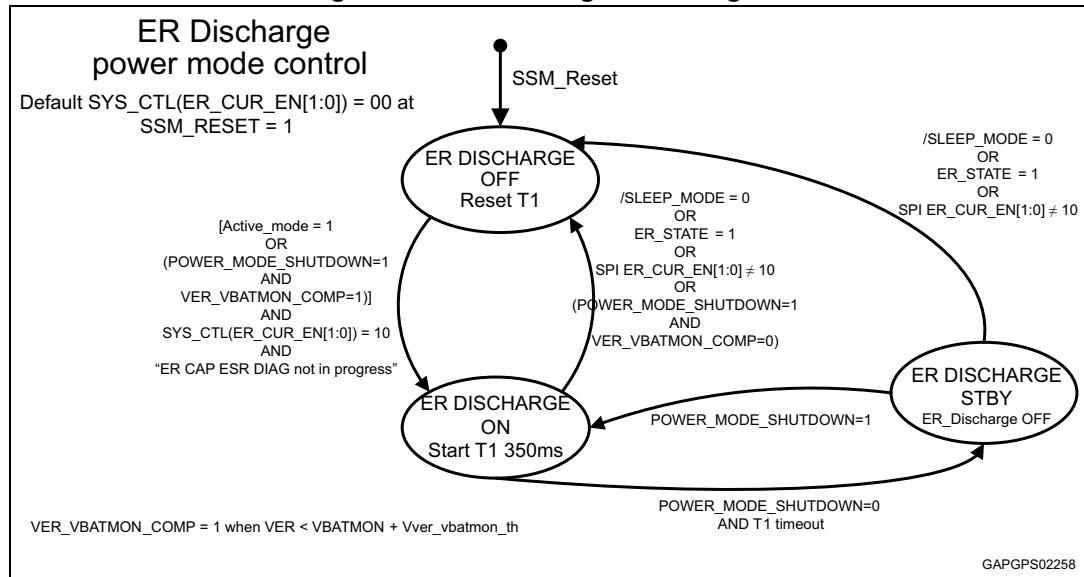 ER Discharge
power mode control
Default SYS_CTL(ER_CUR_EN[1:0]) = 00 at
SSM_RESET = 1
SSM_Reset
ER DISCHARGE
OFF
Reset T1
/SLEEP_MODE = 0
OR
ER_STATE = 1
OR
SPI ER_CUR_EN[1:0] ≠ 10
[Active_mode = 1
OR
(POWER_MODE_SHUTDOWN=1
AND
VER_VBATMON_COMP=1)]
AND
SYS_CTL(ER_CUR_EN[1:0]) = 10
AND
“ER CAP ESR DIAG not in progress”
/SLEEP_MODE = 0
OR
ER_STATE = 1
OR
SPI ER_CUR_EN[1:0] ≠ 10
OR
(POWER_MODE_SHUTDOWN=1
AND
VER_VBATMON_COMP=0)
ER DISCHARGE
ON
Start T1 350ms
POWER_MODE_SHUTDOWN=1
ER DISCHARGE
STBY
ER_Discharge OFF
POWER_MODE_SHUTDOWN=0
AND T1 timeout
VER_VBATMON_COMP = 1 when VER < VBATMON + Vver_vbatmon_th
GAPGPS02258